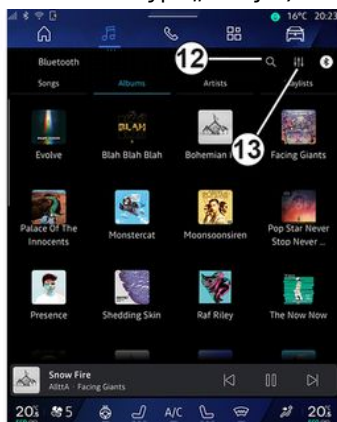 16°C 20:23
Bluetooth
12
Songs Albums Artists Playlists
13
Evolve Blah Blah Blah Bohemian Facing Giants
Palace Of The Innocents Monstercat Moonsoonsiren Pop Star Never Stop Never ...
Presence Shedding Skin Raf Riley The Now Now
Snow Fire
AllttA · Facing Giants
20 5 A/C 20